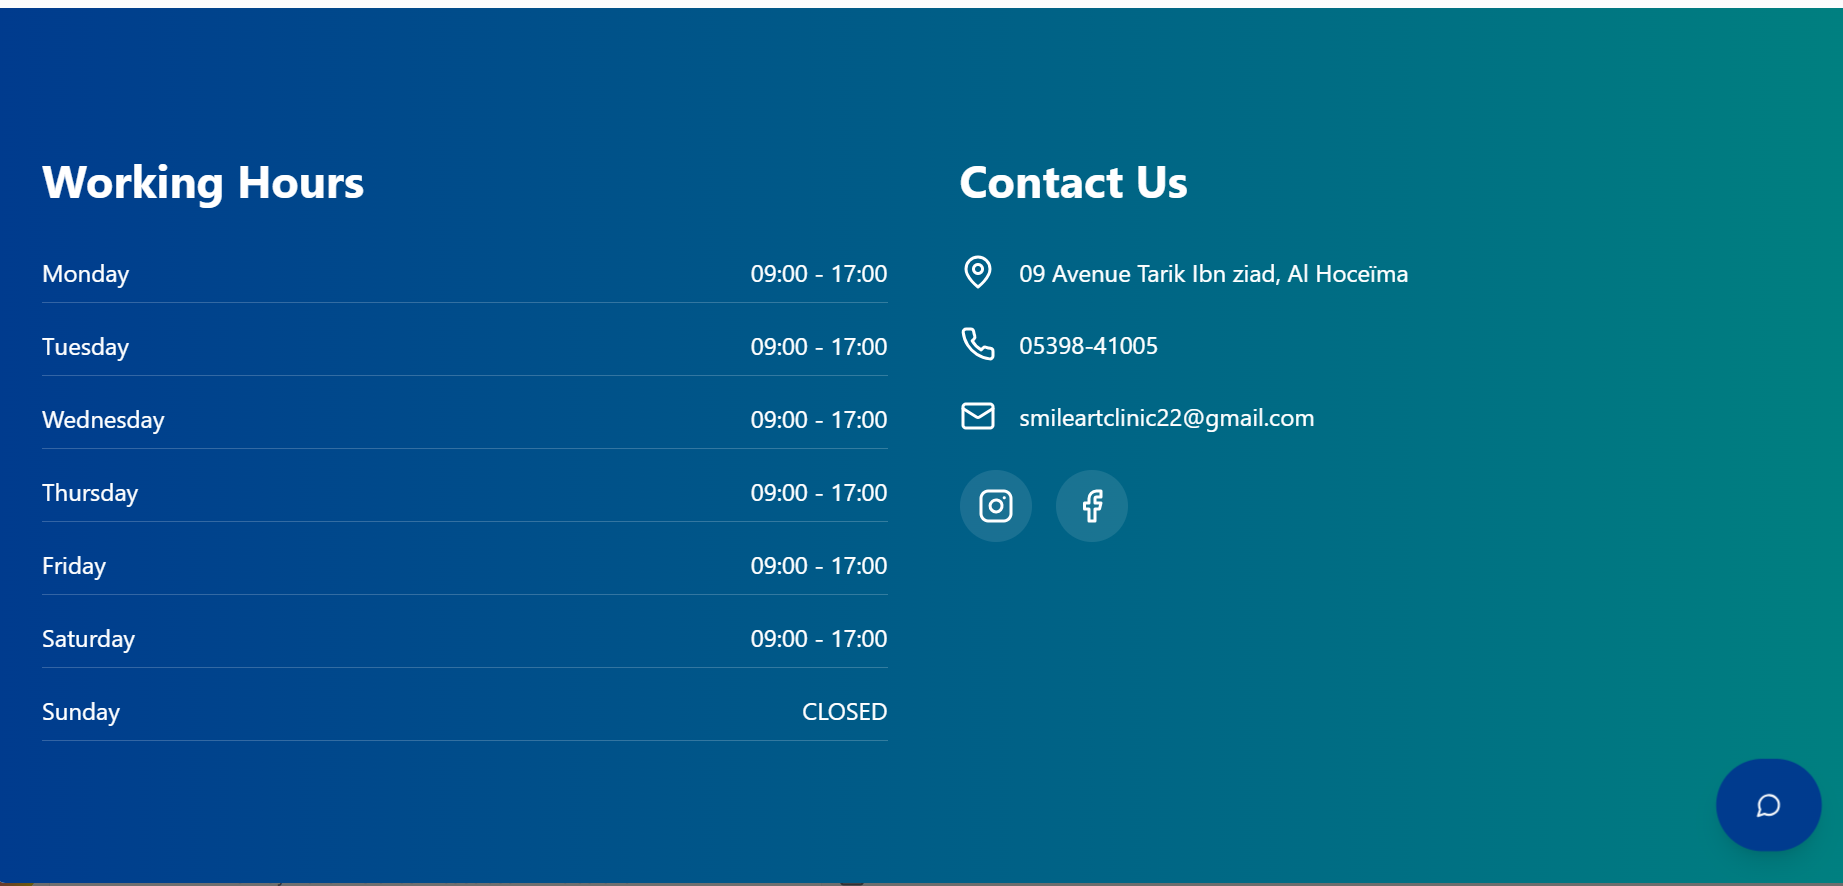 Working Hours
Monday 09:00 - 17:00
Tuesday 09:00 - 17:00
Wednesday 09:00 - 17:00
Thursday 09:00 - 17:00
Friday 09:00 - 17:00
Saturday 09:00 - 17:00
Sunday CLOSED
Contact Us
09 Avenue Tarik Ibn ziad, Al Hoceïma
05398-41005
smileartclinic22@gmail.com